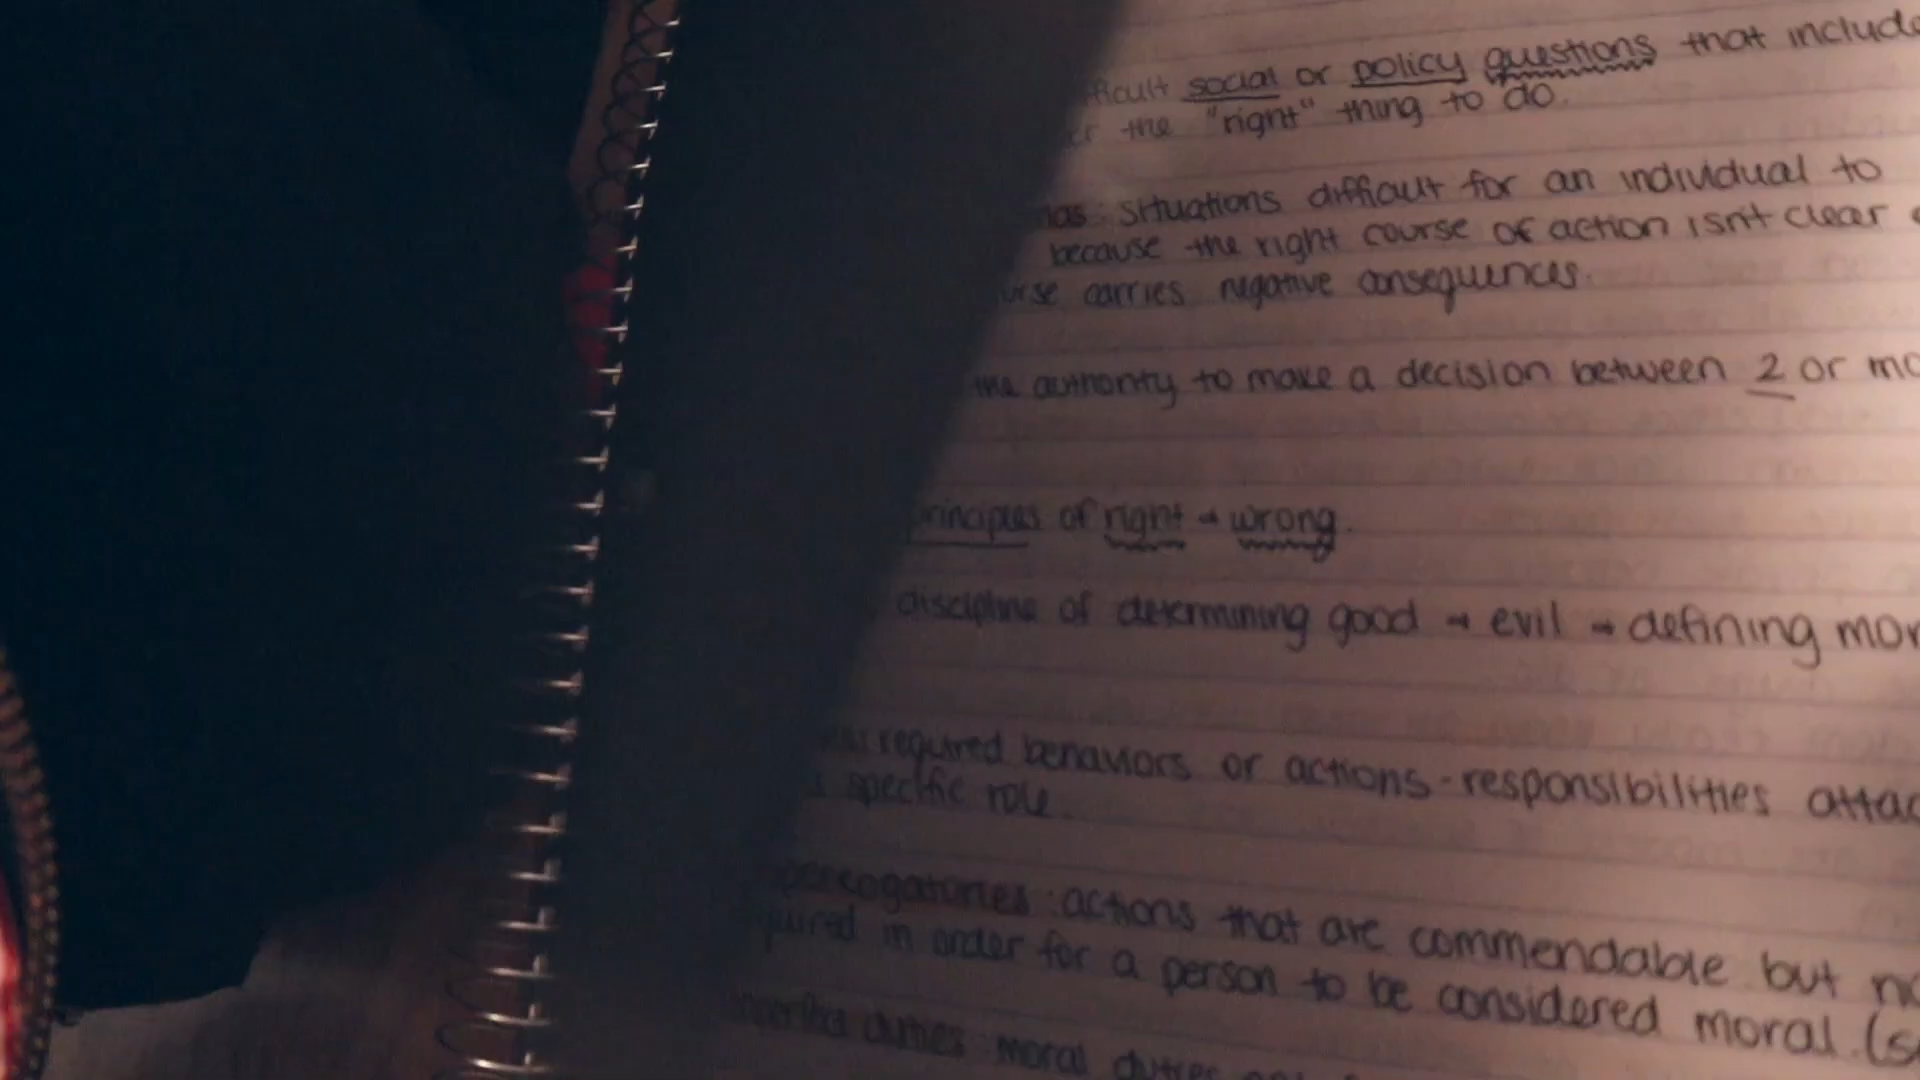 social or policy questions that include
the "right" thing to do.
situations difficult for an individual to
because the right course of action isn't clear
carries negative consequences.
the authority to make a decision between 2 or
principles of right & wrong.
discipline of determining good & evil & defining
required behaviors or actions - responsibilities
specific role.
actions that are commendable but
in order for a person to be considered moral.
duties moral duties